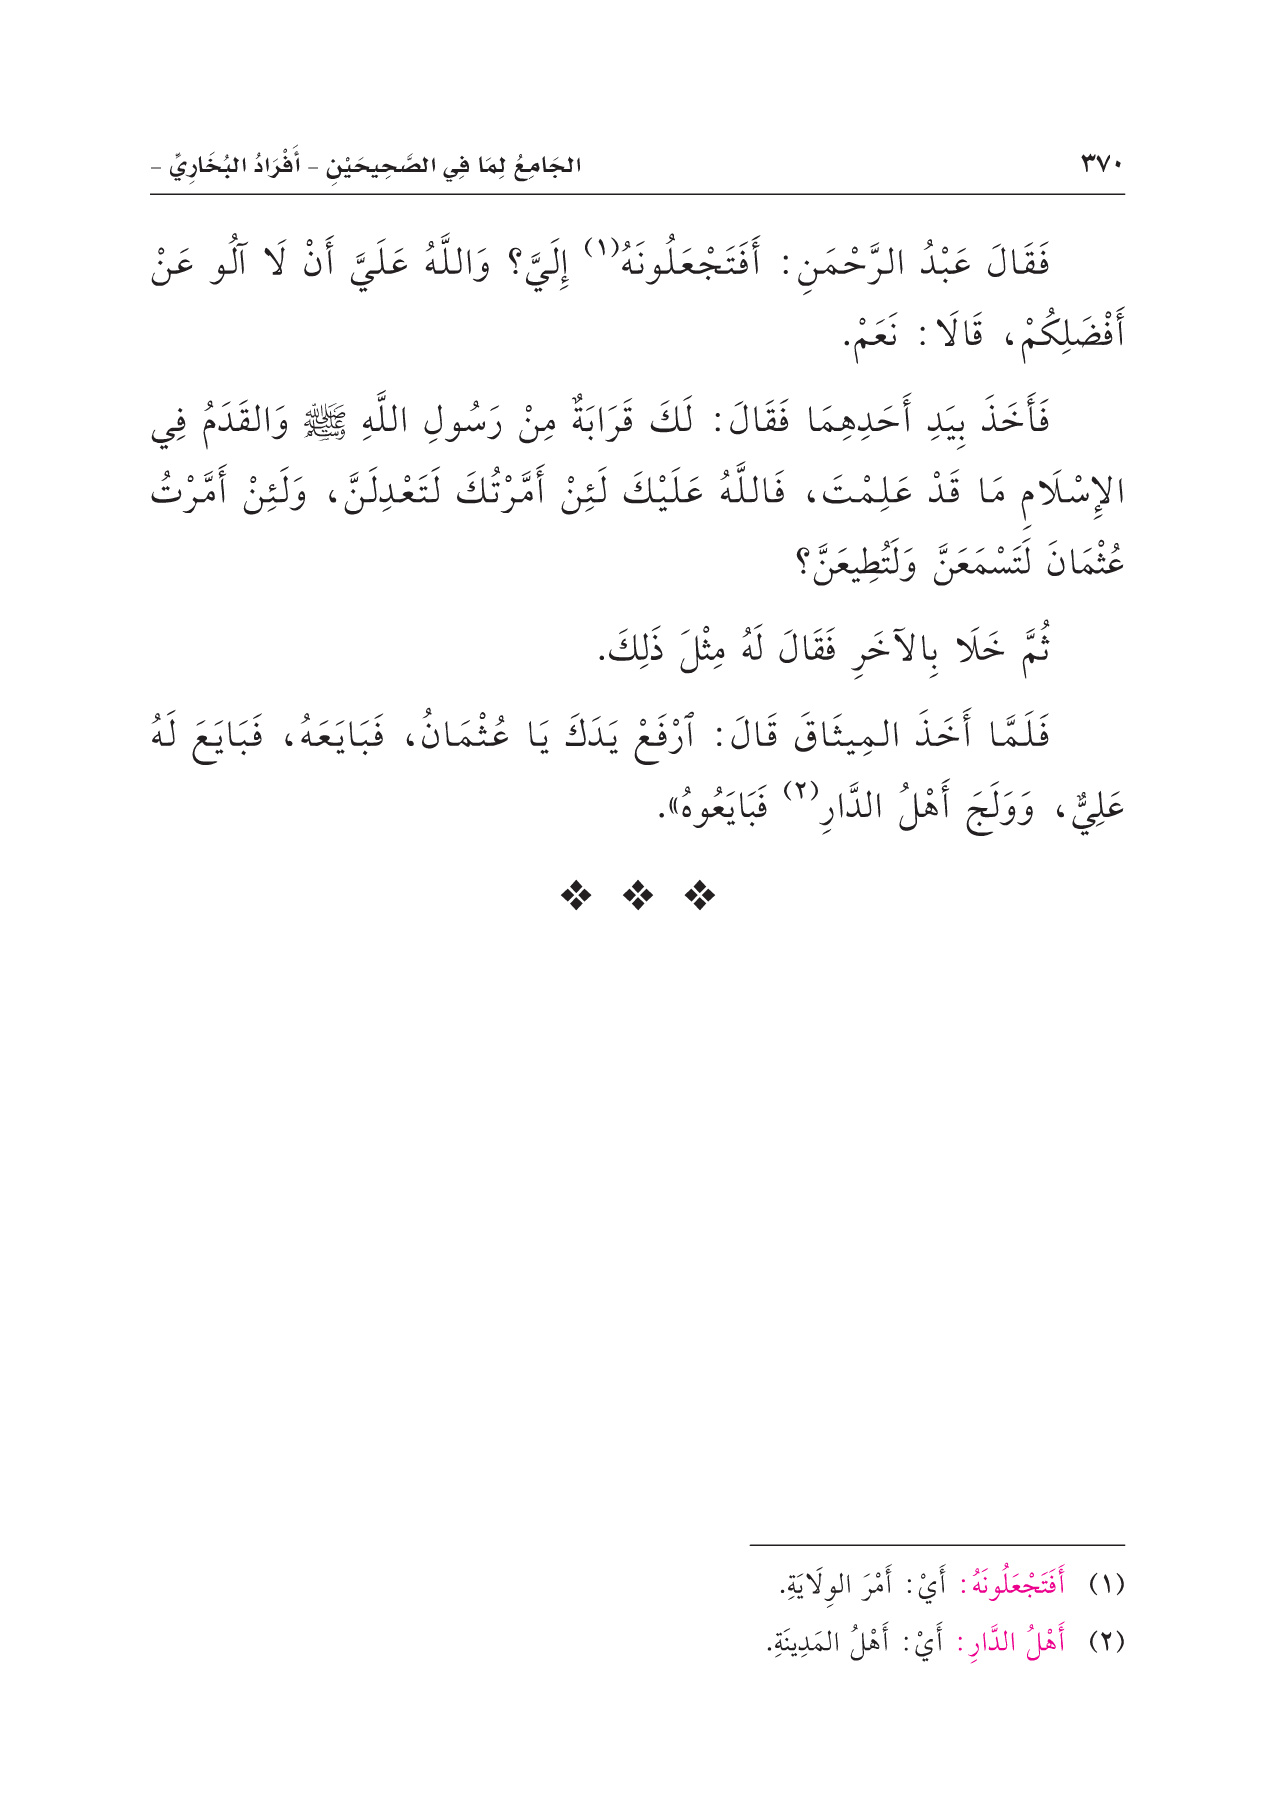 ٣٧٠
الجَامِعُ لِمَا فِي الصَّحِيحَيْنِ - أَفْرَادُ البُخَارِيِّ -
فَقَالَ عَبْدُ الرَّحْمَنِ: أَفَتَجْعَلُونَهُ(١) إِلَيَّ؟ وَاللَّهُ عَلَيَّ أَنْ لَا آلُو عَنْ
أَفْضَلِكُمْ، قَالَا: نَعَمْ.
فَأَخَذَ بِيَدِ أَحَدِهِمَا فَقَالَ: لَكَ قَرَابَةٌ مِنْ رَسُولِ اللَّهِ ﷺ وَالقَدَمُ فِي
الإِسْلَامِ مَا قَدْ عَلِمْتَ، فَاللَّهُ عَلَيْكَ لَئِنْ أَمَّرْتُكَ لَتَعْدِلَنَّ، وَلَئِنْ أَمَّرْتُ
عُثْمَانَ لَتَسْمَعَنَّ وَلَتُطِيعَنَّ؟
ثُمَّ خَلَا بِالآخَرِ فَقَالَ لَهُ مِثْلَ ذَلِكَ.
فَلَمَّا أَخَذَ المِيثَاقَ قَالَ: ٱرْفَعْ يَدَكَ يَا عُثْمَانُ، فَبَايَعَهُ، فَبَايَعَ لَهُ
عَلِيٌّ، وَوَلَجَ أَهْلُ الدَّارِ(٢) فَبَايَعُوهُ».
❖ ❖ ❖
(١) أَفَتَجْعَلُونَهُ: أَيْ: أَمْرَ الوِلَايَةِ.
(٢) أَهْلُ الدَّارِ: أَيْ: أَهْلُ المَدِينَةِ.